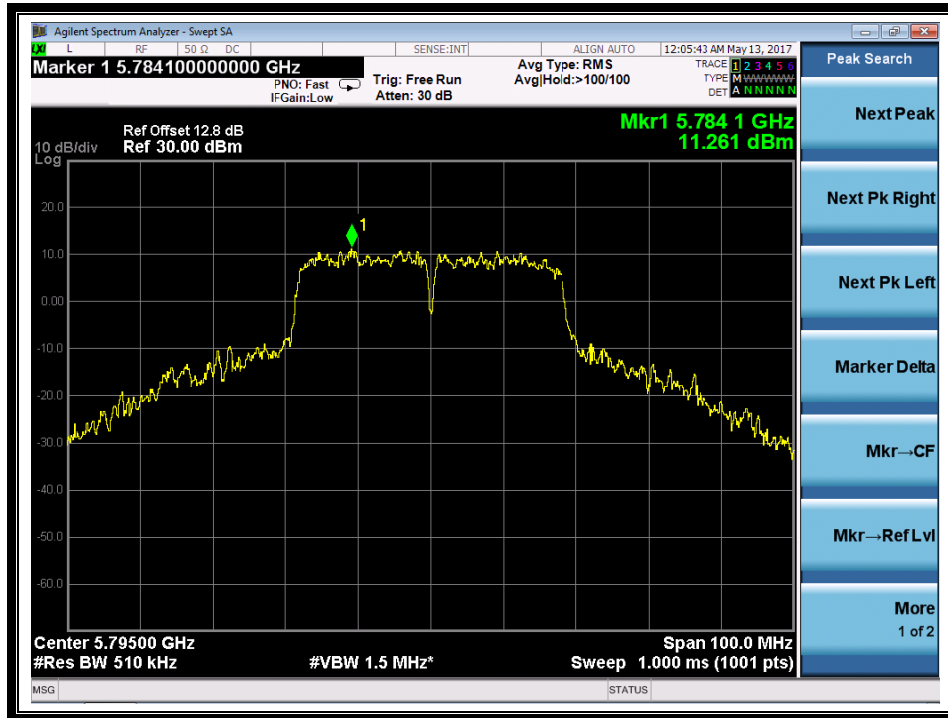 Agilent Spectrum Analyzer - Swept SA
LXI L RF 50 Ω DC SENSE:INT ALIGN AUTO 12:05:43 AM May 13, 2017
Marker 1 5.784100000000 GHz
PNO: Fast
IFGain:Low
Trig: Free Run
Atten: 30 dB
Avg Type: RMS
Avg|Hold:>100/100
TRACE 1 2 3 4 5 6
TYPE M WWWWW
DET A N N N N N
Mkr1 5.784 1 GHz
11.261 dBm
Ref Offset 12.8 dB
10 dB/div Ref 30.00 dBm
Log
1
20.0
10.0
0.00
-10.0
-20.0
-30.0
-40.0
-50.0
-60.0
Center 5.79500 GHz Span 100.0 MHz
#Res BW 510 kHz #VBW 1.5 MHz* Sweep 1.000 ms (1001 pts)
MSG STATUS
Peak Search
Next Peak
Next Pk Right
Next Pk Left
Marker Delta
Mkr→CF
Mkr→Ref Lvl
More
1 of 2